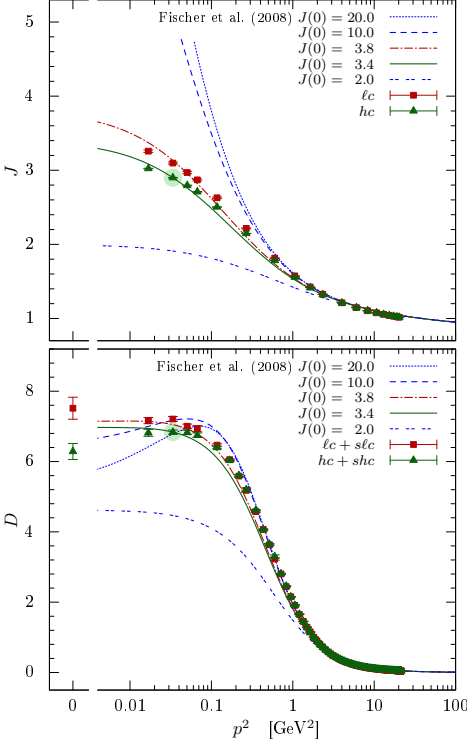 Fischer et al. (2008) J(0) = 20.0
J(0) = 10.0
J(0) = 3.8
J(0) = 3.4
J(0) = 2.0
ℓc
hc
5
4
3
2
1
J
Fischer et al. (2008) J(0) = 20.0
J(0) = 10.0
J(0) = 3.8
J(0) = 3.4
J(0) = 2.0
ℓc + sℓc
hc + shc
8
6
4
2
0
D
0 0.01 0.1 1 10 100
p² [GeV²]